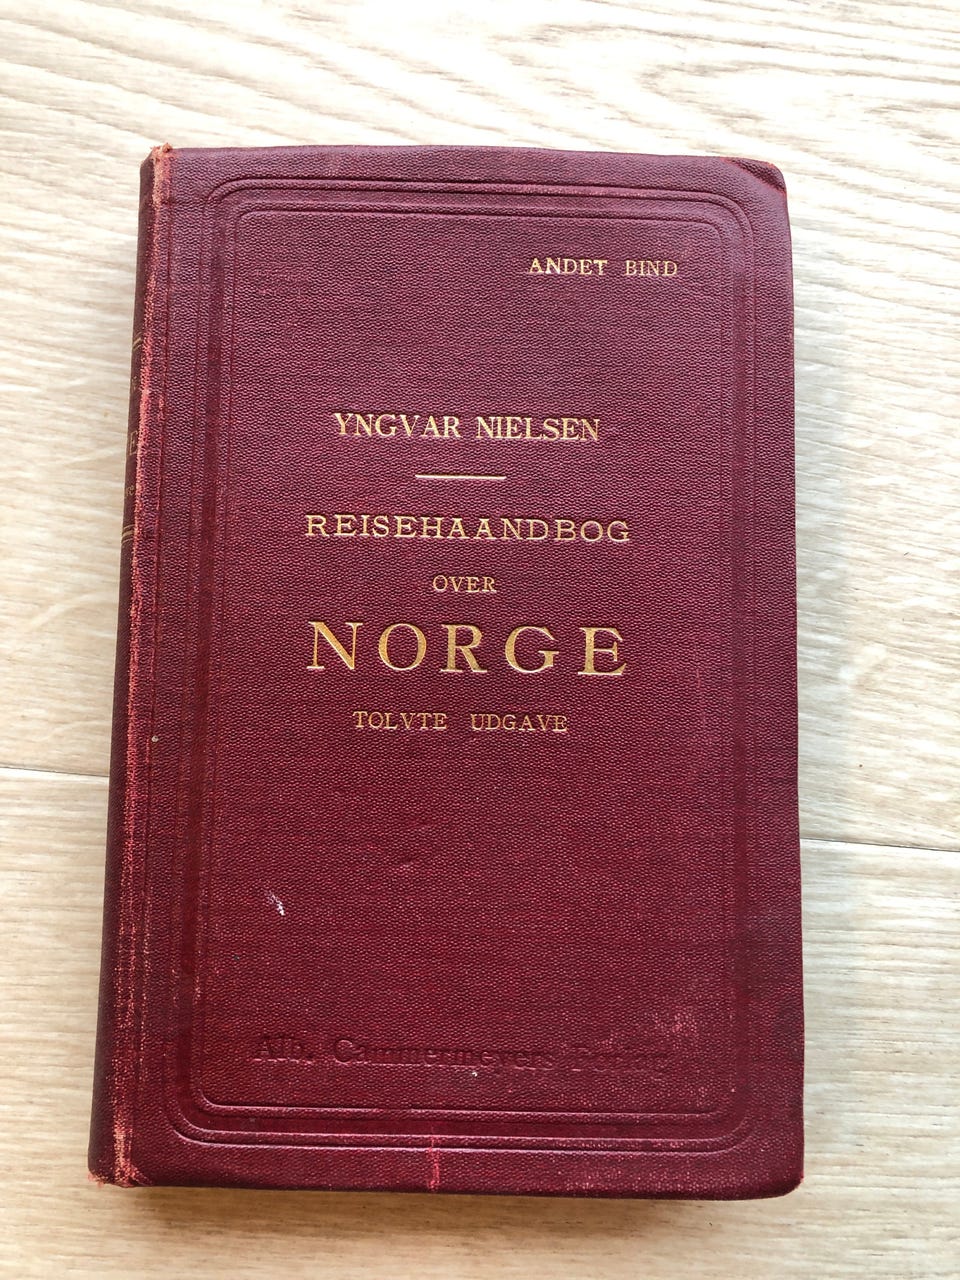 ANDET BIND
YNGVAR NIELSEN
REISEHAANDBOG
OVER
NORGE
TOLVTE UDGAVE
Alb. Cammermeyers Forlag